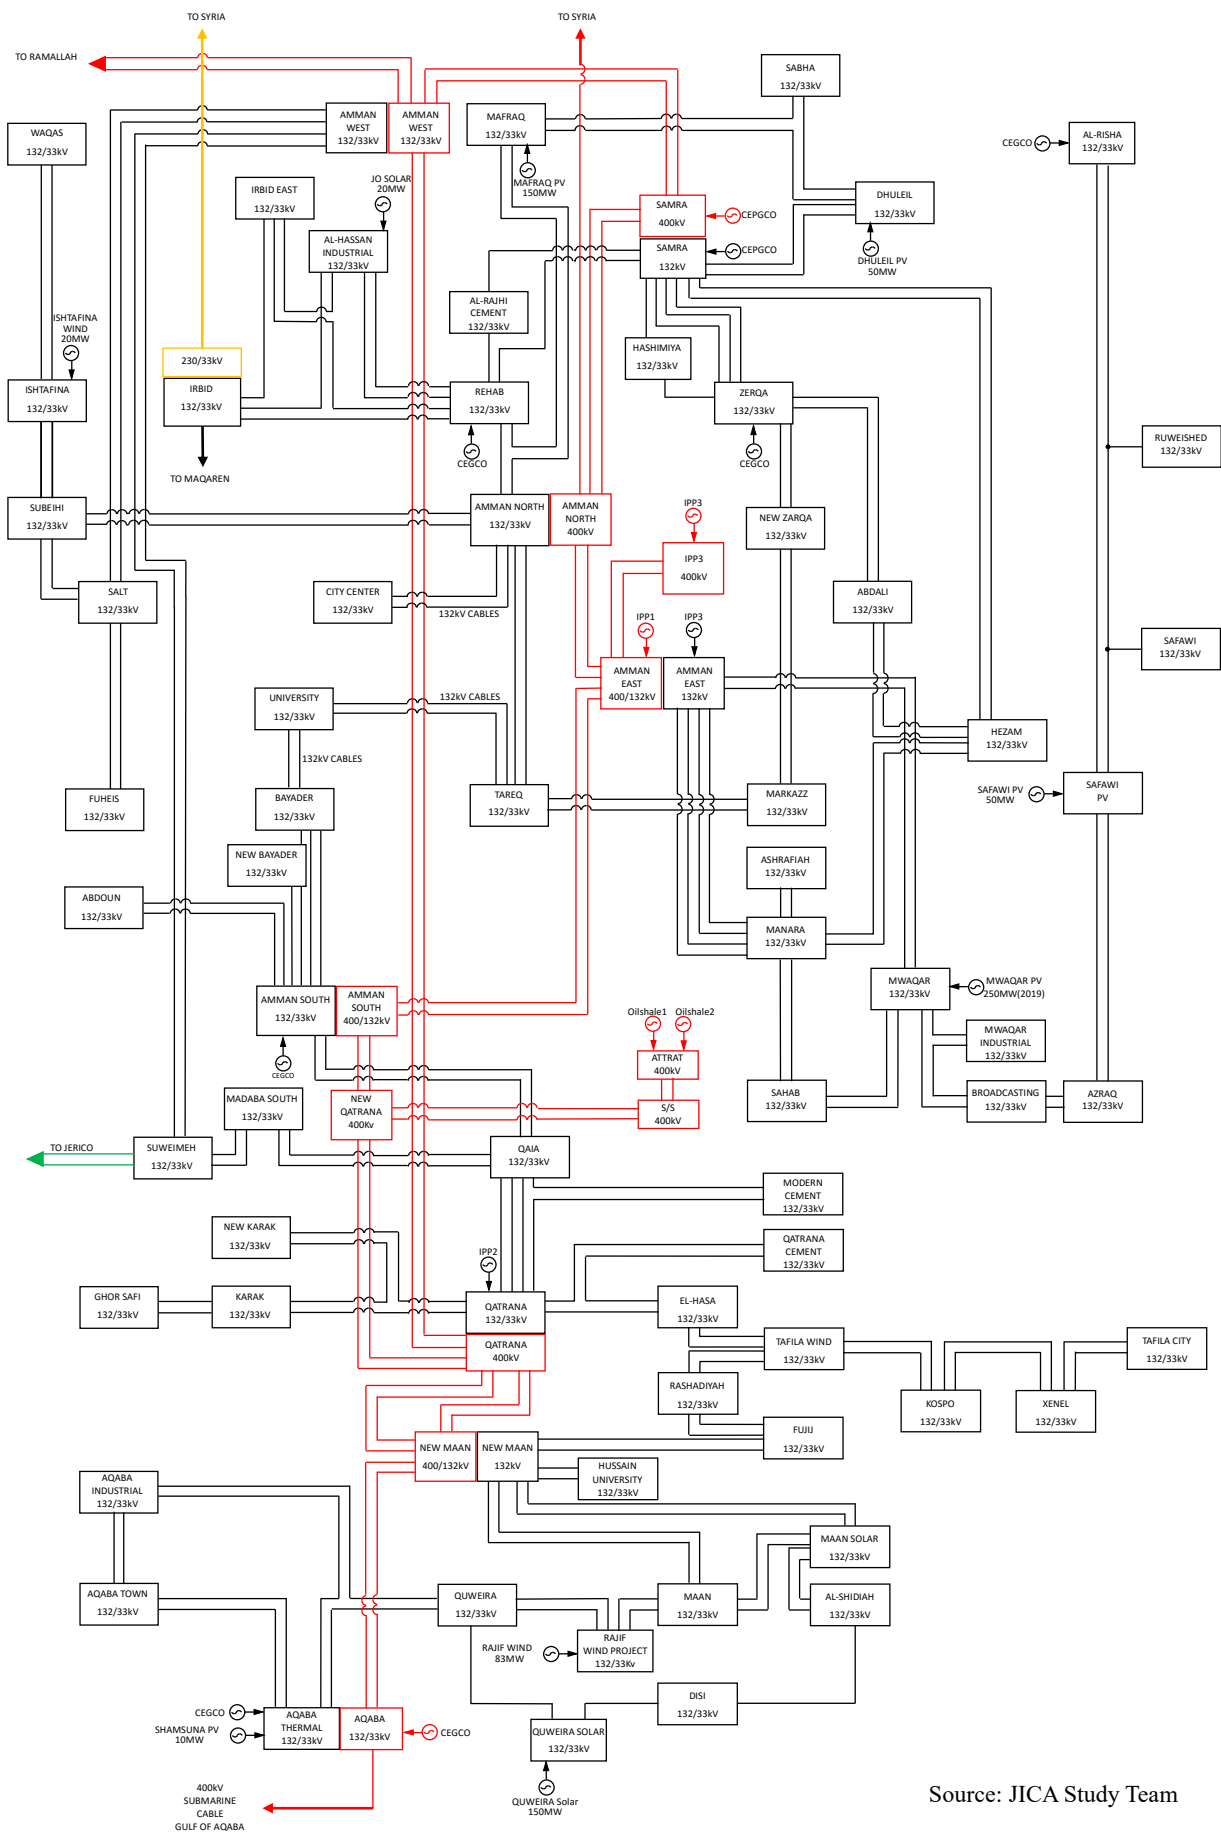 TO SYRIA
TO SYRIA
TO RAMALLAH
SABHA
132/33kV
AMMAN
WEST
132/33kV
AMMAN
WEST
132/33kV
MAFRAQ
132/33kV
WAQAS
132/33kV
AL-RISHA
132/33kV
CEGCO
MAFRAQ PV
150MW
IRBID EAST
132/33kV
JO SOLAR
20MW
AL-HASSAN
INDUSTRIAL
132/33kV
SAMRA
400kV
CEPGCO
DHULEIL
132/33kV
SAMRA
132kV
CEPGCO
DHULEIL PV
50MW
AL-RAJHI
CEMENT
132/33kV
ISHTAFINA
WIND
20MW
HASHIMIYA
132/33kV
230/33kV
IRBID
132/33kV
ISHTAFINA
132/33kV
REHAB
132/33kV
ZERQA
132/33kV
CEGCO
CEGCO
RUWEISHED
132/33kV
TO MAQAREN
SUBEIHI
132/33kV
AMMAN NORTH
132/33kV
AMMAN
NORTH
400kV
IPP3
IPP3
400kV
NEW ZARQA
132/33kV
SALT
132/33kV
CITY CENTER
132/33kV
132kV CABLES
ABDALI
132/33kV
IPP1
IPP3
SAFAWI
132/33kV
AMMAN
EAST
400/132kV
AMMAN
EAST
132kV
UNIVERSITY
132/33kV
132kV CABLES
HEZAM
132/33kV
132kV CABLES
FUHEIS
132/33kV
BAYADER
132/33kV
TAREQ
132/33kV
MARKAZZ
132/33kV
SAFAWI PV
50MW
SAFAWI
PV
NEW BAYADER
132/33kV
ASHRAFIAH
132/33kV
ABDOUN
132/33kV
MANARA
132/33kV
AMMAN SOUTH
132/33kV
AMMAN
SOUTH
400/132kV
MWAQAR
132/33kV
MWAQAR PV
250MW(2019)
Oilshale1
Oilshale2
CEGCO
ATTRAT
400kV
MWAQAR
INDUSTRIAL
132/33kV
MADABA SOUTH
132/33kV
NEW
QATRANA
400Kv
S/S
400kV
SAHAB
132/33kV
BROADCASTING
132/33kV
AZRAQ
132/33kV
TO JERICO
SUWEIMEH
132/33kV
QAIA
132/33kV
MODERN
CEMENT
132/33kV
NEW KARAK
132/33kV
IPP2
QATRANA
CEMENT
132/33kV
GHOR SAFI
132/33kV
KARAK
132/33kV
QATRANA
132/33kV
EL-HASA
132/33kV
QATRANA
400kV
TAFILA WIND
132/33kV
TAFILA CITY
132/33kV
RASHADIYAH
132/33kV
KOSPO
132/33kV
XENEL
132/33kV
FUJIJ
132/33kV
NEW MAAN
400/132kV
NEW MAAN
132kV
HUSSAIN
UNIVERSITY
132/33kV
AQABA
INDUSTRIAL
132/33kV
MAAN SOLAR
132/33kV
AQABA TOWN
132/33kV
QUWEIRA
132/33kV
MAAN
132/33kV
AL-SHIDIAH
132/33kV
RAJIF WIND
83MW
RAJIF
WIND PROJECT
132/33Kv
DISI
132/33kV
CEGCO
SHAMSUNA PV
10MW
AQABA
THERMAL
132/33kV
AQABA
132/33kV
CEGCO
QUWEIRA SOLAR
132/33kV
400kV
SUBMARINE
CABLE
GULF OF AQABA
QUWEIRA Solar
150MW
Source: JICA Study Team